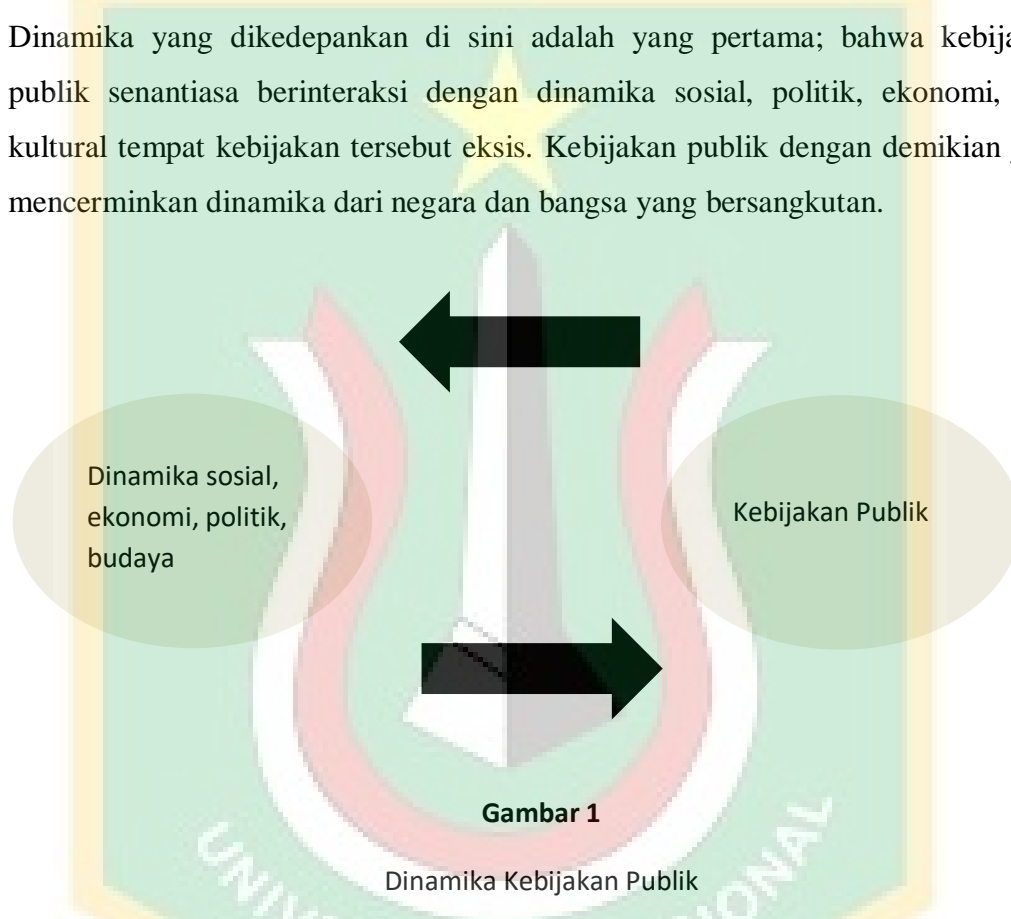 Dinamika yang dikedepankan di sini adalah yang pertama; bahwa
publik senantiasa berinteraksi dengan dinamika sosial, politik, ekonomi,
kultural tempat kebijakan tersebut eksis. Kebijakan publik dengan demikian
mencerminkan dinamika dari negara dan bangsa yang bersangkutan.
Dinamika sosial,
ekonomi, politik,
budaya
Kebijakan Publik
Gambar 1
Dinamika Kebijakan Publik